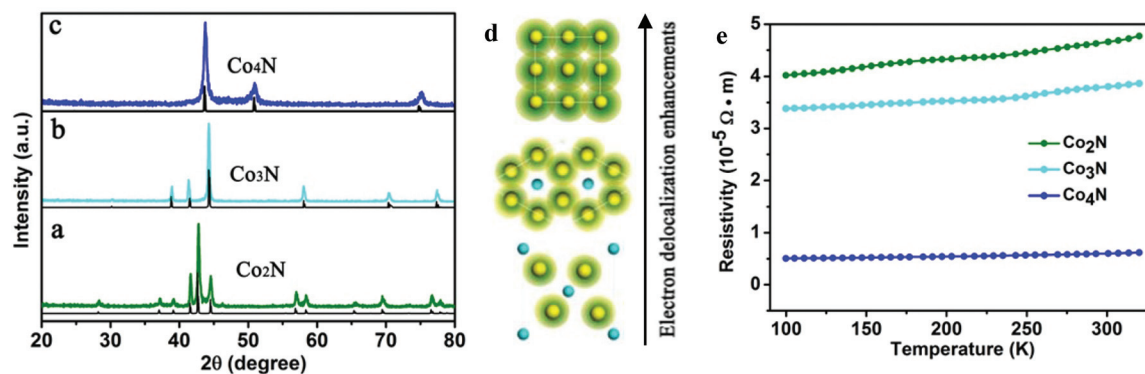 c
Co4N
b
Co3N
a
Co2N
Intensity (a.u.)
20 30 40 50 60 70 80
2θ (degree)
d
Electron delocalization enhancements
e
5
4
3
2
1
0
Resistivity (10⁻⁵ Ω • m)
Co₂N
Co₃N
Co₄N
100 150 200 250 300
Temperature (K)